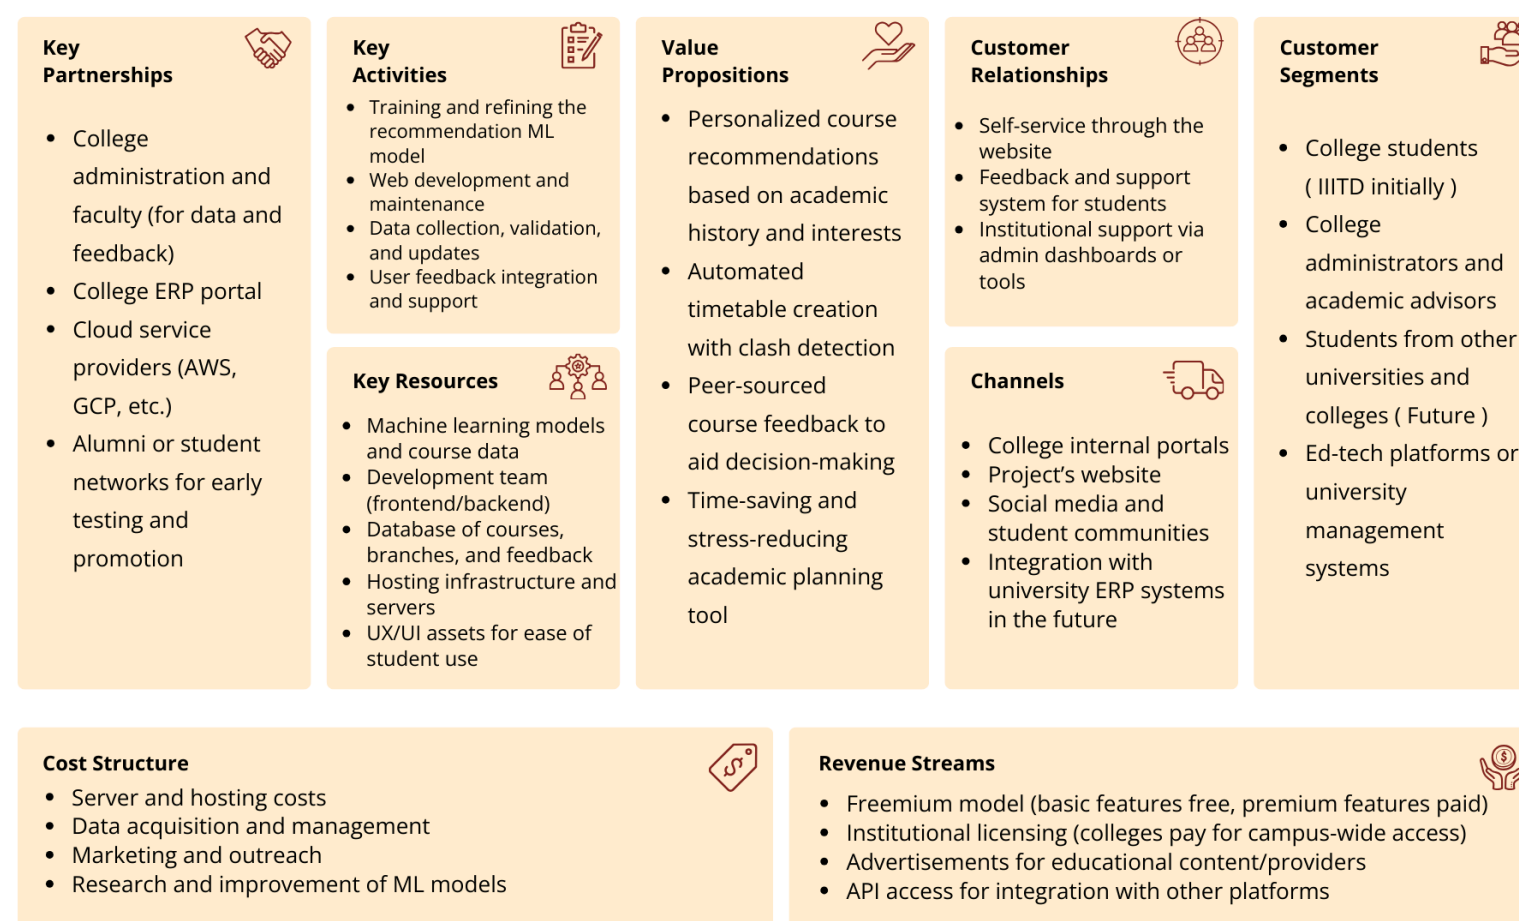 Key
Partnerships
• College
administration and
faculty (for data and
feedback)
• College ERP portal
• Cloud service
providers (AWS,
GCP, etc.)
• Alumni or student
networks for early
testing and
promotion
Key
Activities
• Training and refining the
recommendation ML
model
• Web development and
maintenance
• Data collection, validation,
and updates
• User feedback integration
and support
Key Resources
• Machine learning models
and course data
• Development team
(frontend/backend)
• Database of courses,
branches, and feedback
• Hosting infrastructure and
servers
• UX/UI assets for ease of
student use
Value
Propositions
• Personalized course
recommendations
based on academic
history and interests
• Automated
timetable creation
with clash detection
• Peer-sourced
course feedback to
aid decision-making
• Time-saving and
stress-reducing
academic planning
tool
Customer
Relationships
• Self-service through the
website
• Feedback and support
system for students
• Institutional support via
admin dashboards or
tools
Channels
• College internal portals
• Project’s website
• Social media and
student communities
• Integration with
university ERP systems
in the future
Customer
Segments
• College students
( IIITD initially )
• College
administrators and
academic advisors
• Students from other
universities and
colleges ( Future )
• Ed-tech platforms or
university
management
systems
Cost Structure
• Server and hosting costs
• Data acquisition and management
• Marketing and outreach
• Research and improvement of ML models
Revenue Streams
• Freemium model (basic features free, premium features paid)
• Institutional licensing (colleges pay for campus-wide access)
• Advertisements for educational content/providers
• API access for integration with other platforms